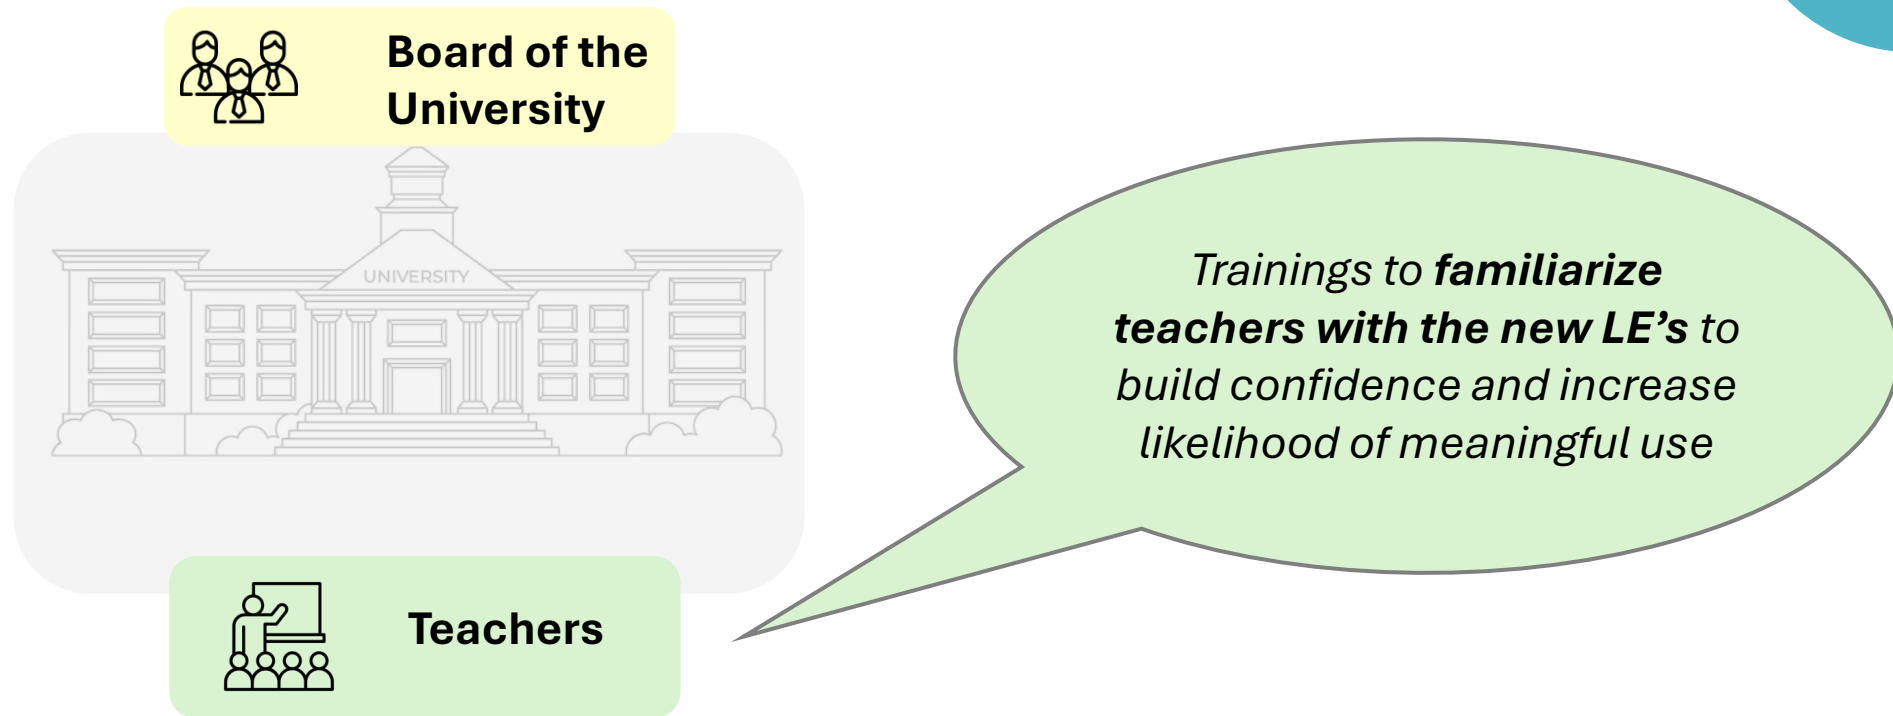 Board of the
University
UNIVERSITY
Trainings to familiarize
teachers with the new LE’s to
build confidence and increase
likelihood of meaningful use
Teachers